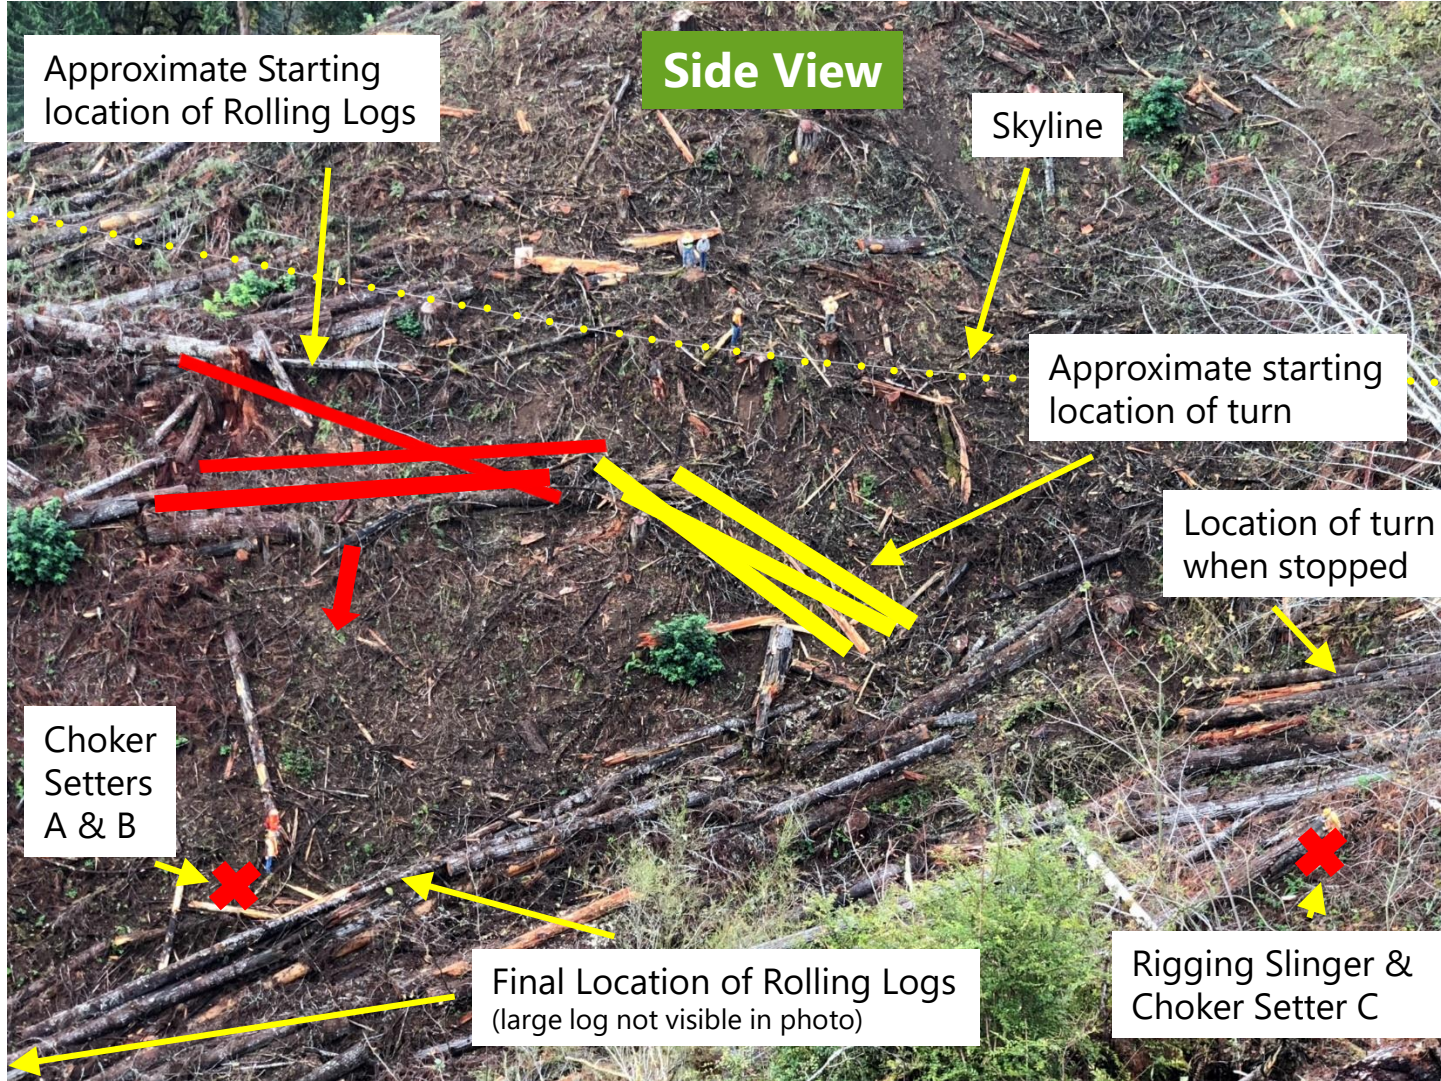 Side View
Approximate Starting
location of Rolling Logs
Skyline
Approximate starting
location of turn
Location of turn
when stopped
Choker
Setters
A & B
Final Location of Rolling Logs
(large log not visible in photo)
Rigging Slinger &
Choker Setter C